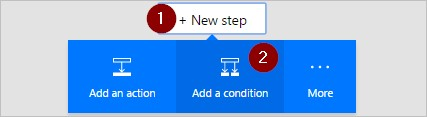 1 + New step
2
Add an action Add a condition More